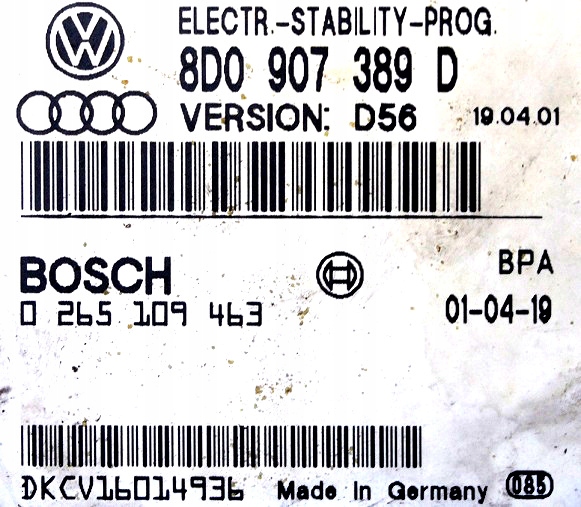 ELECTR.-STABILITY-PROG.
8D0 907 389 D
VERSION: D56 19.04.01
BOSCH BPA
0 265 109 463 01-04-19
DKCV16014936 Made In Germany 085